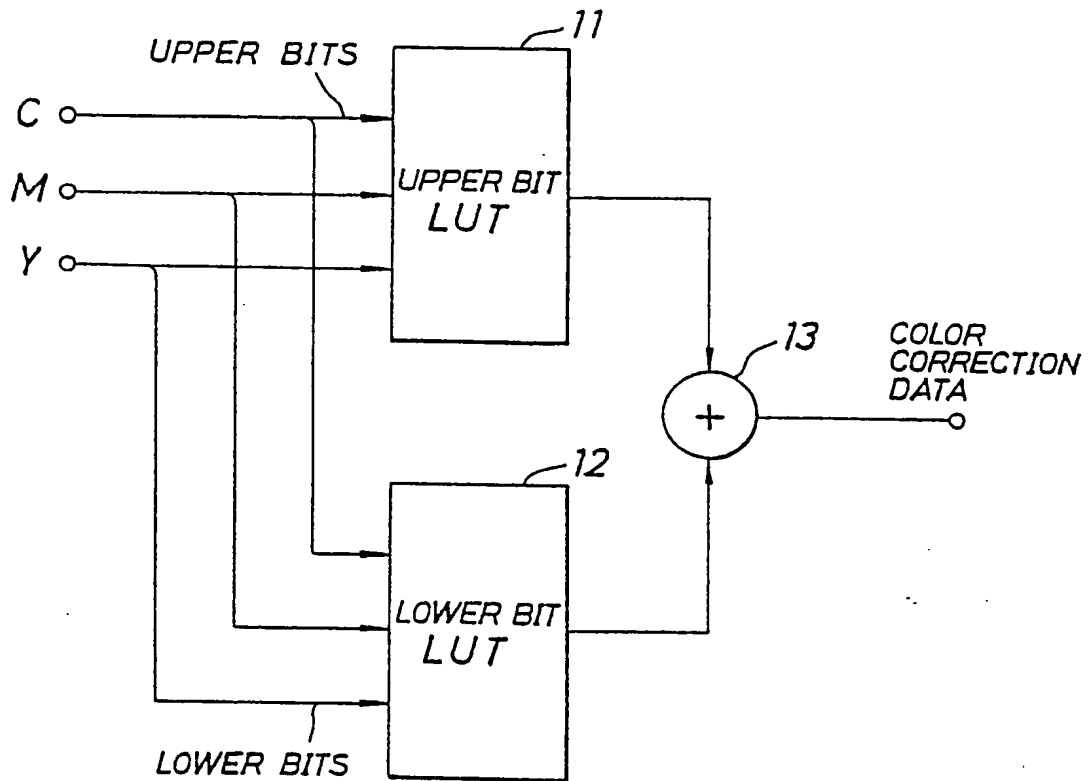 11
UPPER BITS
C
M
Y
UPPER BIT
LUT
13
COLOR
CORRECTION
DATA
+
12
LOWER BIT
LUT
LOWER BITS